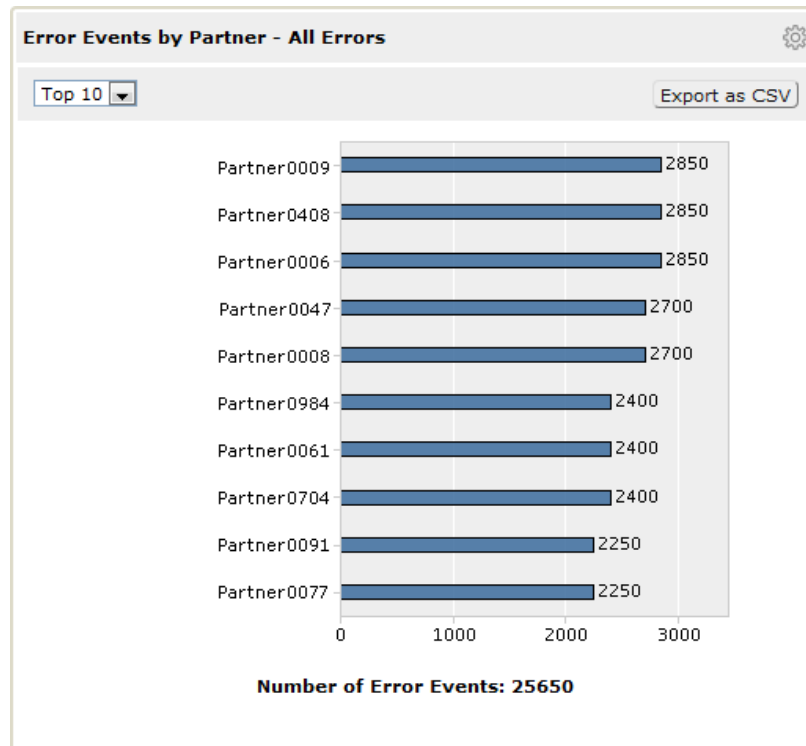 Error Events by Partner - All Errors
Top 10
Export as CSV
Partner0009 2850
Partner0408 2850
Partner0006 2850
Partner0047 2700
Partner0008 2700
Partner0984 2400
Partner0061 2400
Partner0704 2400
Partner0091 2250
Partner0077 2250
0 1000 2000 3000
Number of Error Events: 25650